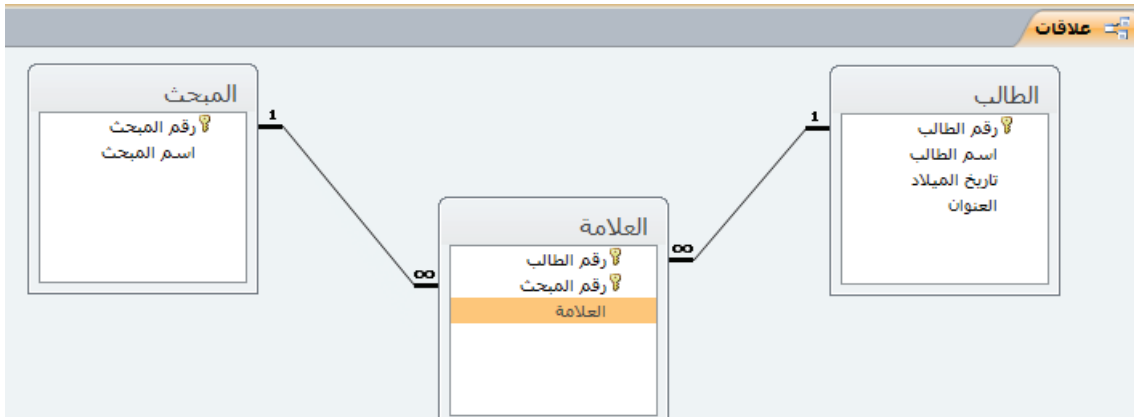 علاقات
الطالب
رقم الطالب
اسم الطالب
تاريخ الميلاد
العنوان
1
∞
العلامة
رقم الطالب
رقم المبحث
العلامة
المبحث
رقم المبحث
اسم المبحث
1
∞